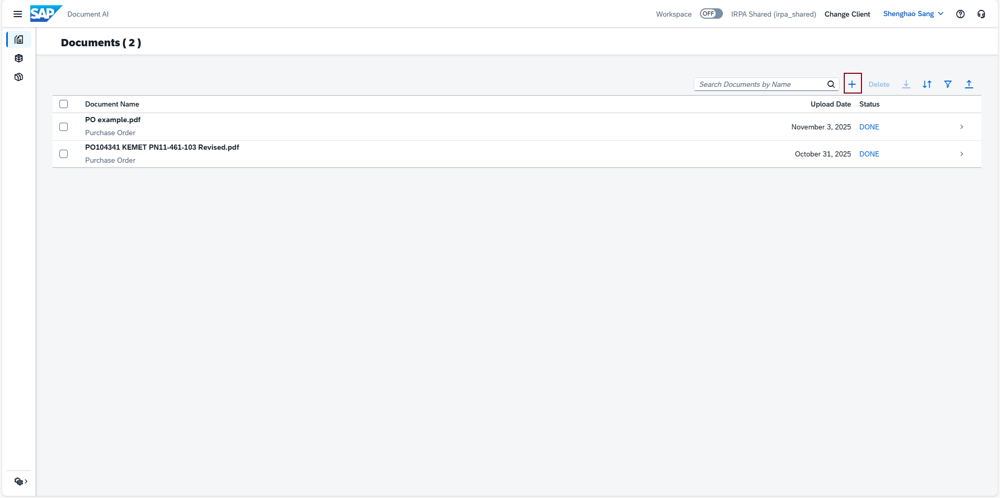 SAP Document AI Workspace OFF IRPA Shared (irpa_shared) Change Client Shenghao Sang
Documents ( 2 )
Search Documents by Name Delete
Document Name Upload Date Status
PO example.pdf
Purchase Order November 3, 2025 DONE
PO104341 KEMET PN11-461-103 Revised.pdf
Purchase Order October 31, 2025 DONE